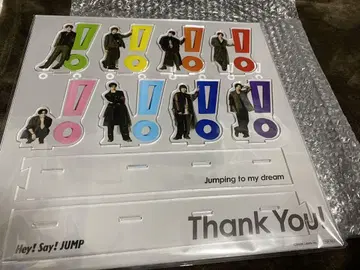 Jumping to my dream
Thank You!
Hey! Say! JUMP